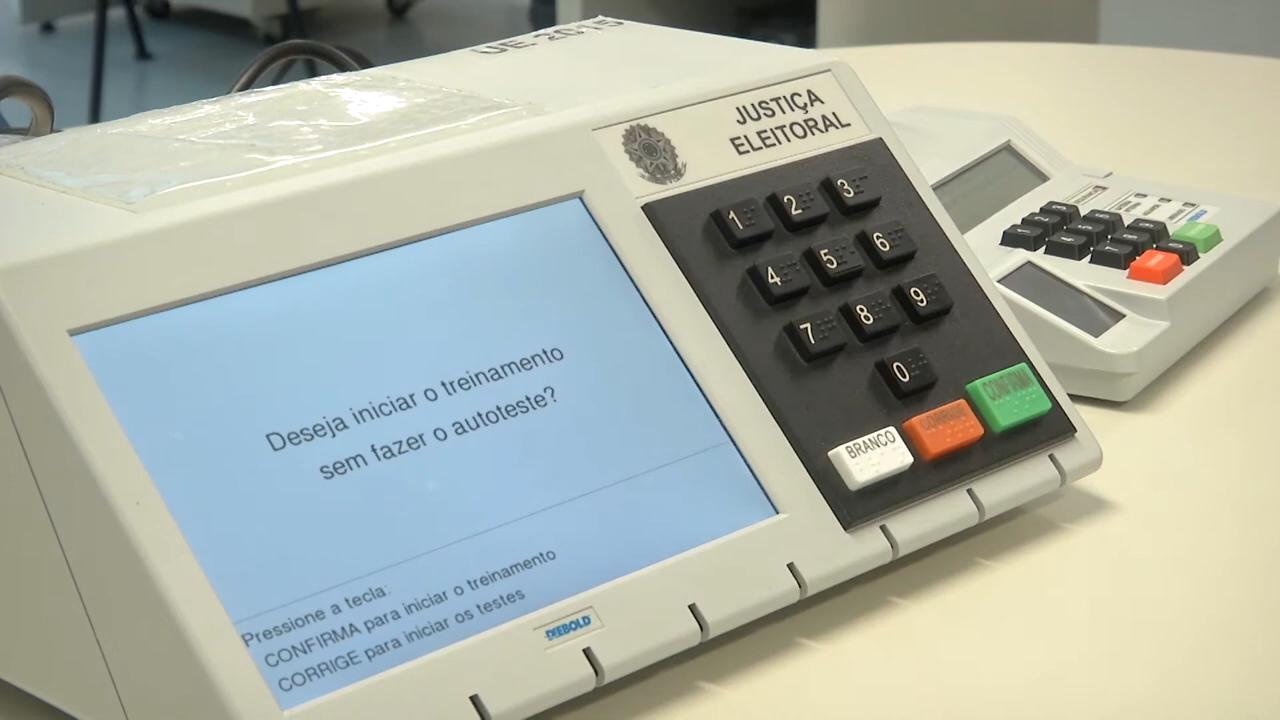 UE 2015
JUSTIÇA
ELEITORAL
1 2 3
4 5 6
7 8 9
0
BRANCO CORRIGE CONFIRMA
Deseja iniciar o treinamento
sem fazer o autoteste?
Pressione a tecla:
CONFIRMA para iniciar o treinamento
CORRIGE para iniciar os testes
DIEBOLD